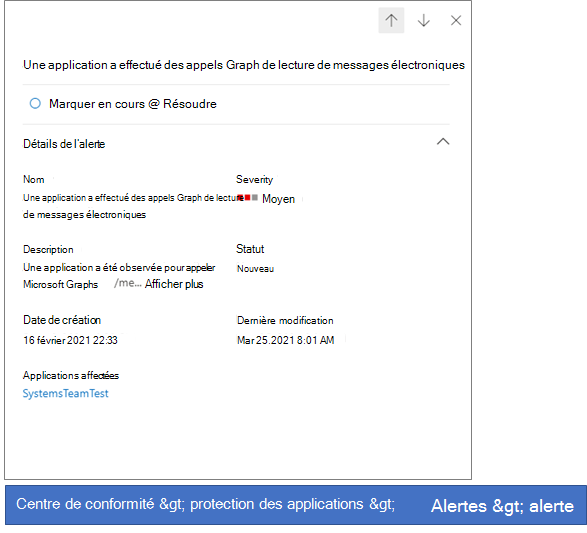 Une application a effectué des appels Graph de lecture de messages électroniques
Marquer en cours @ Résoudre
Détails de l'alerte
Nom
Severity
Une application a effectué des appels Graph de lecture
Moyen
de messages électroniques
Description
Statut
Une application a été observée pour appeler
Nouveau
Microsoft Graphs /me... Afficher plus
Date de création
Dernière modification
16 février 2021 22:33
Mar 25.2021 8:01 AM
Applications affectées
SystemsTeamTest
Centre de conformité &gt; protection des applications &gt; Alertes &gt; alerte